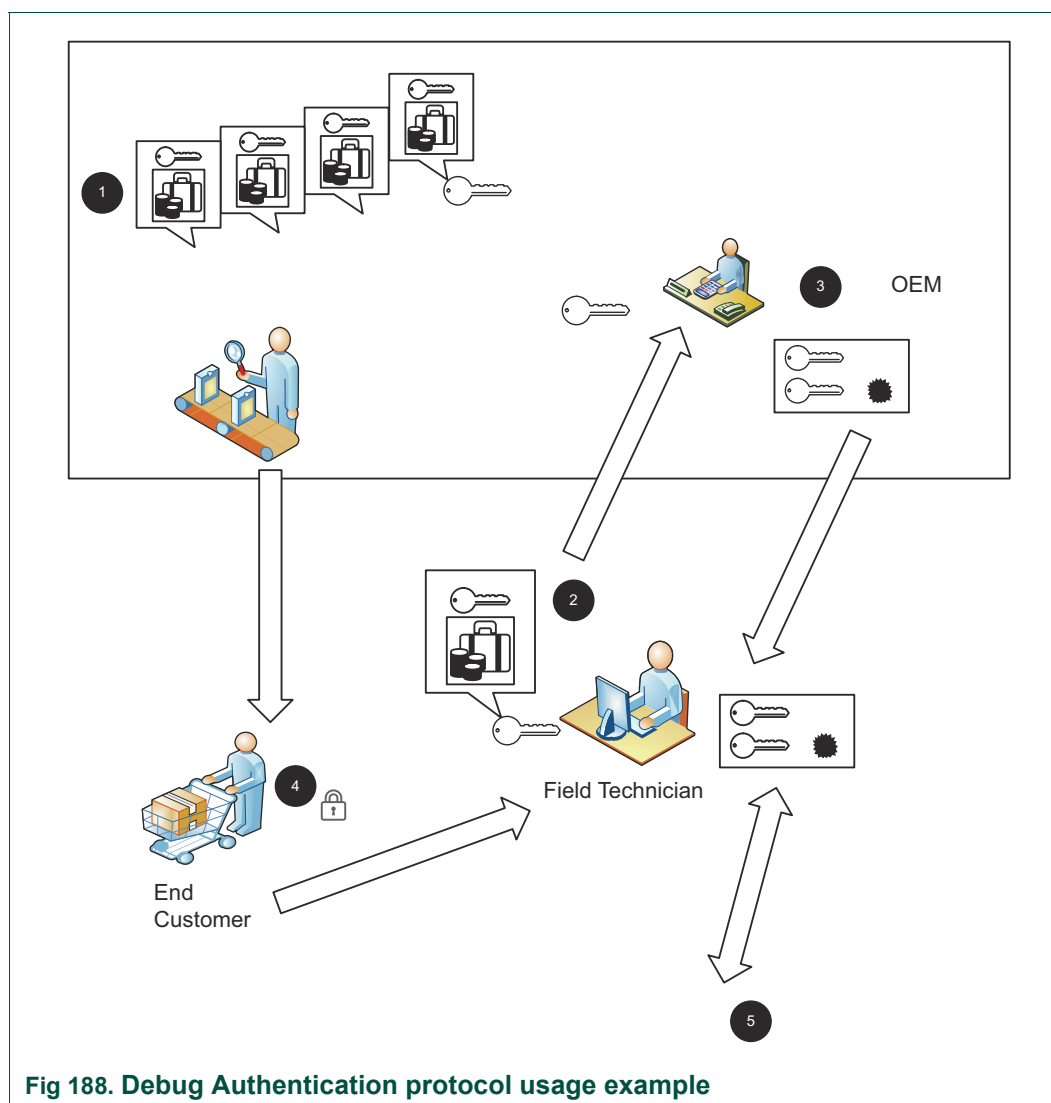 1
3
OEM
2
Field Technician
4
End
Customer
5
Fig 188. Debug Authentication protocol usage example